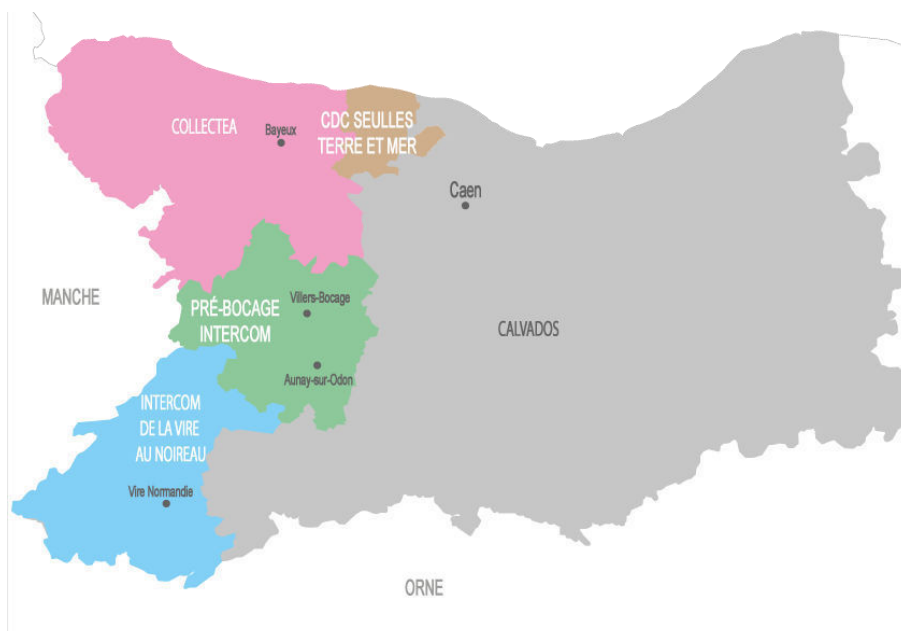 COLLECTEA
Bayeux
CDC SEULLES
TERRE ET MER
Caen
MANCHE
PRÉ-BOCAGE
INTERCOM
Villers-Bocage
CALVADOS
Aunay-sur-Odon
INTERCOM
DE LA VIRE
AU NOIREAU
Vire Normandie
ORNE